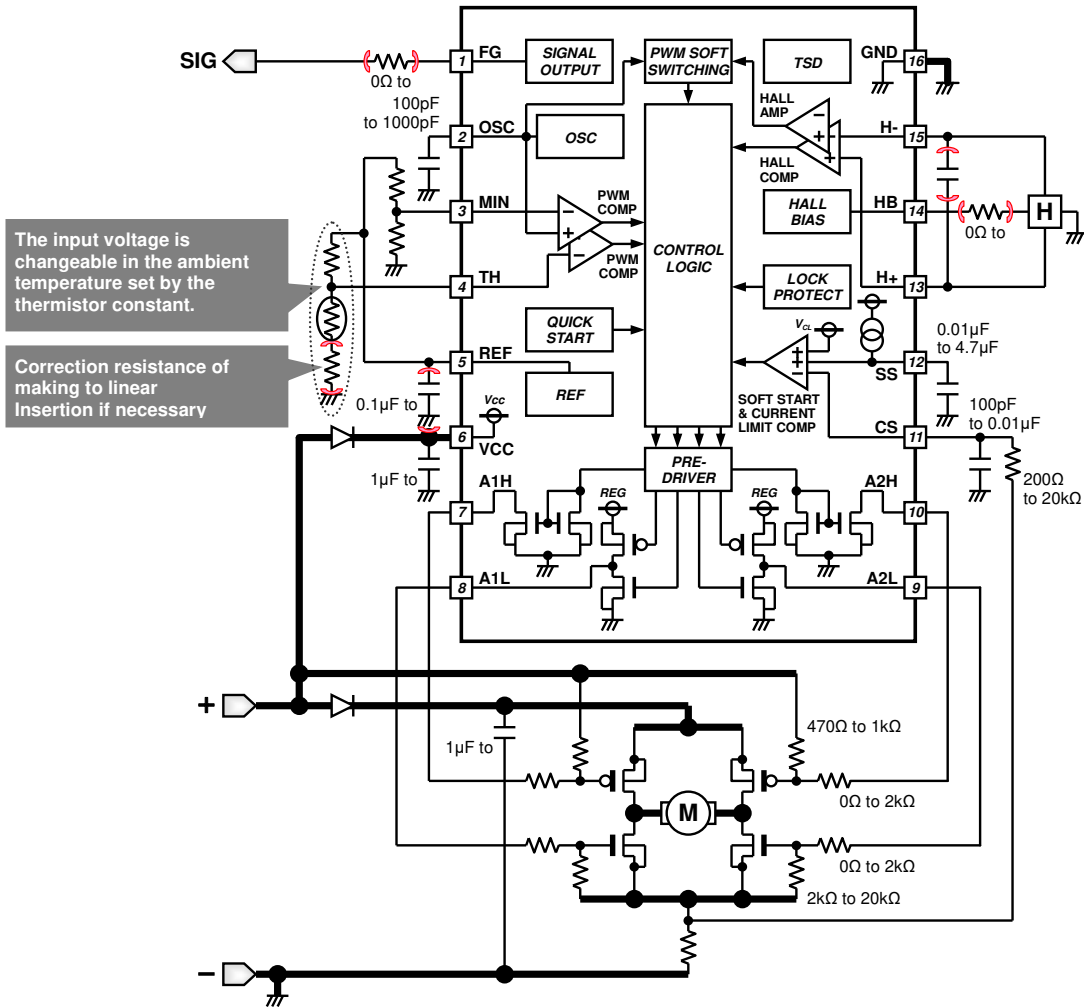 SIG
0Ω to
1
FG
SIGNAL
OUTPUT
PWM SOFT
SWITCHING
TSD
GND
16
100pF
to 1000pF
2
OSC
OSC
HALL
AMP
H-
15
HALL
COMP
3
MIN
PWM
COMP
PWM
COMP
CONTROL
LOGIC
HALL
BIAS
HB
14
0Ω to
H
The input voltage is
changeable in the ambient
temperature set by the
thermistor constant.
4
TH
LOCK
PROTECT
H+
13
QUICK
START
VCL
0.01µF
to 4.7µF
12
SS
Correction resistance of
making to linear
Insertion if necessary
5
REF
REF
0.1µF to
SOFT START
& CURRENT
LIMIT COMP
100pF
to 0.01µF
CS
11
VCC
6
VCC
1µF to
200Ω
to 20kΩ
PRE-
DRIVER
A1H
7
REG
REG
A2H
10
8
A1L
A2L
9
+
1µF to
470Ω to 1kΩ
0Ω to 2kΩ
M
0Ω to 2kΩ
2kΩ to 20kΩ
−